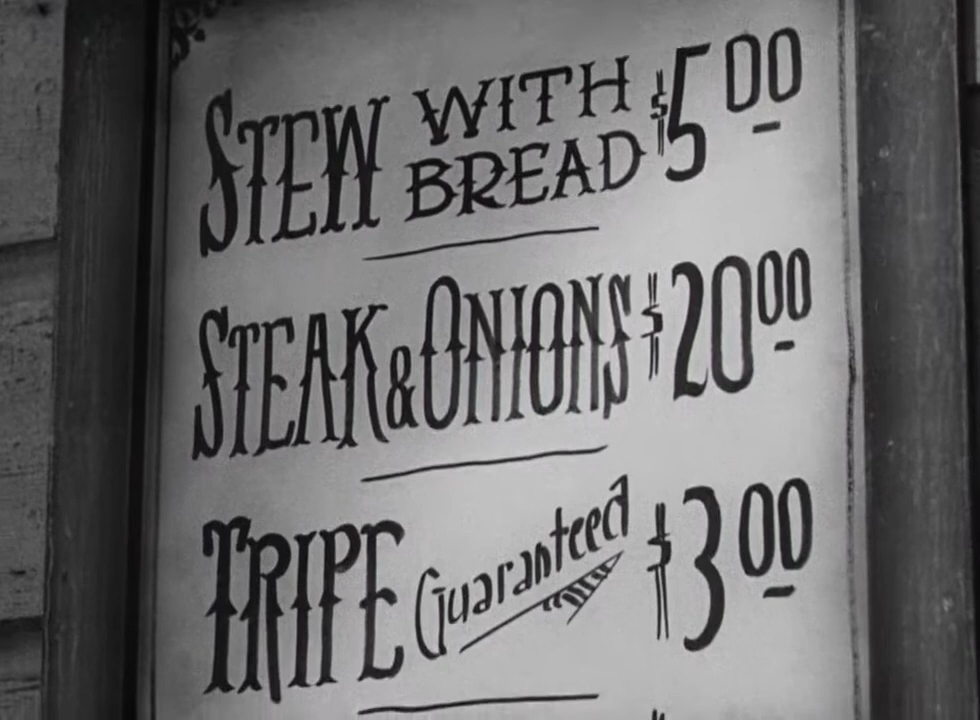 STEW WITH BREAD $5 00
STEAK & ONIONS $20 00
TRIPE Guaranteed $3 00